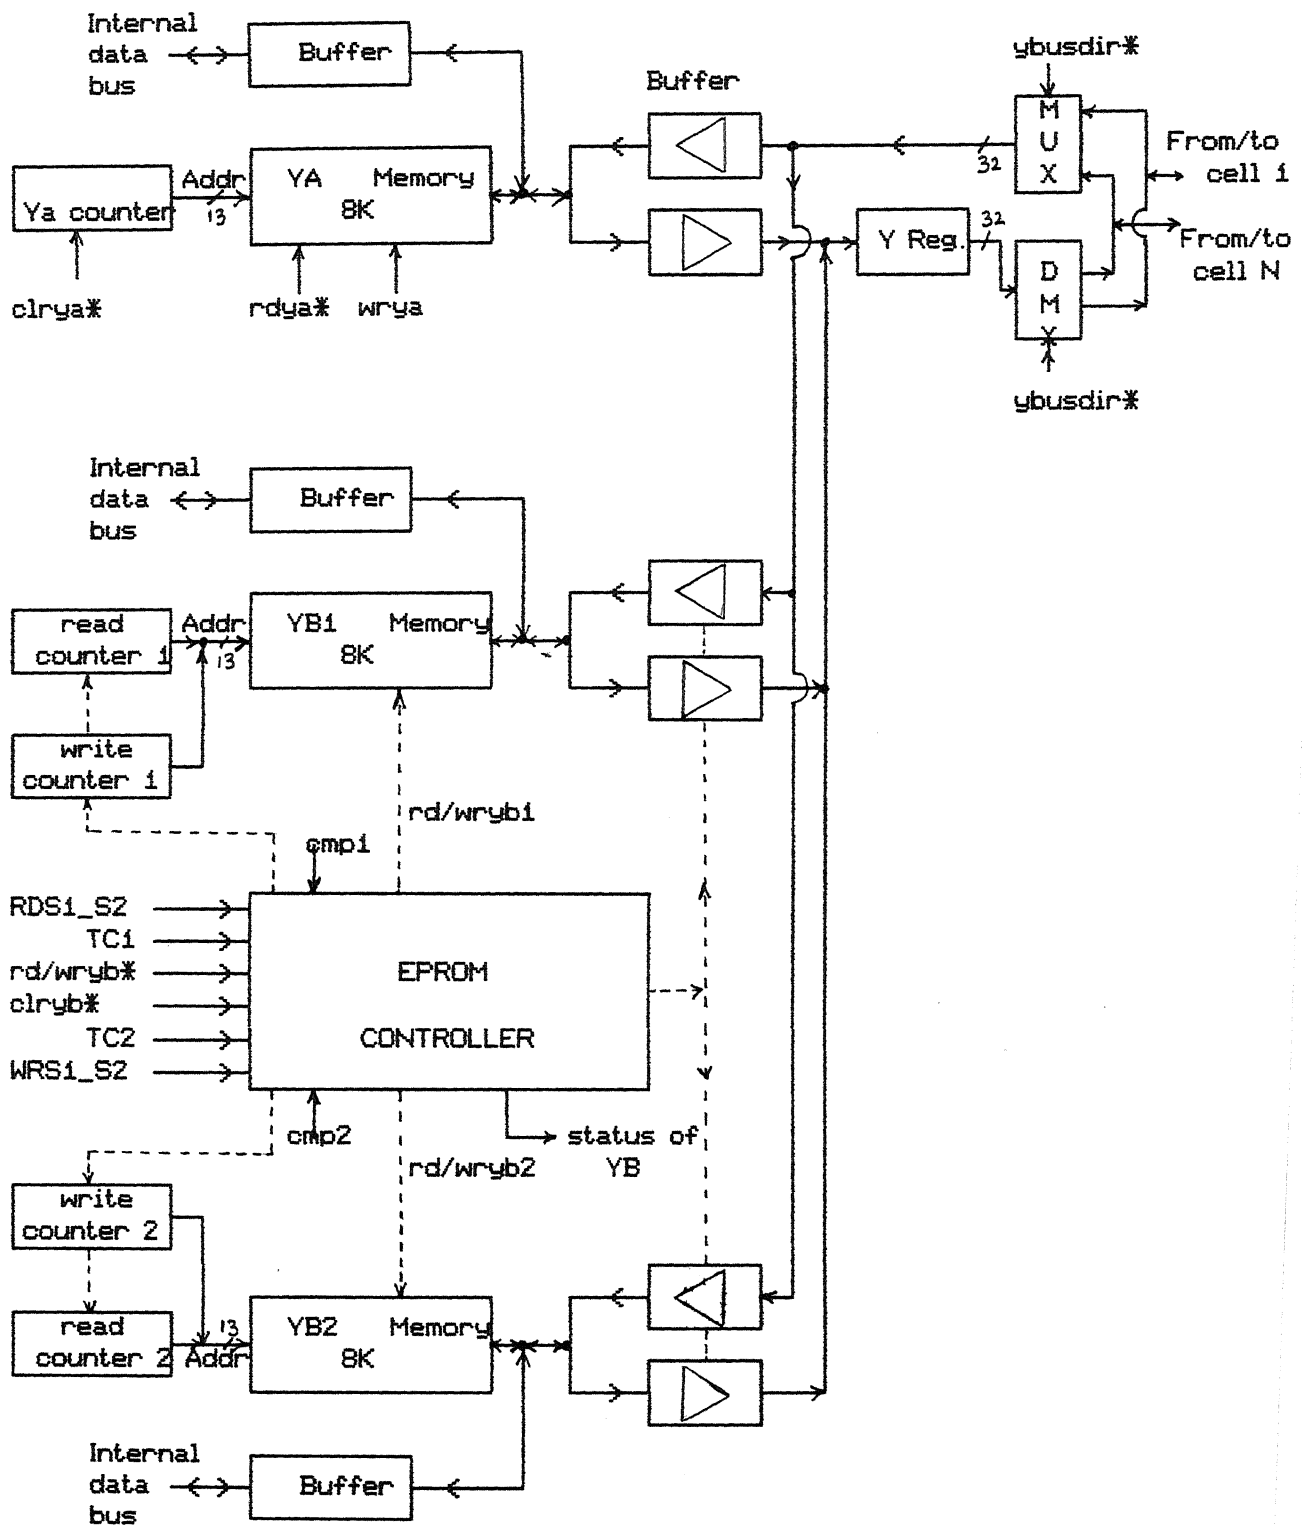 Internal
data
bus
Buffer
ybusdir*
Buffer
M
U
X
From/to
cell 1
32
Addr
13
Ya counter
YA Memory
8K
Y Reg.
32
From/to
cell N
D
M
Y
clrya*
rdya*
wrya
ybusdir*
Internal
data
bus
Buffer
read
counter 1
Addr
13
YB1 Memory
8K
write
counter 1
rd/wryb1
cmp1
RDS1_S2
TC1
rd/wryb*
clryb*
TC2
WRS1_S2
EPROM
CONTROLLER
cmp2
status of
YB
rd/wryb2
write
counter 2
read
counter 2
13
Addr
YB2 Memory
8K
Internal
data
bus
Buffer